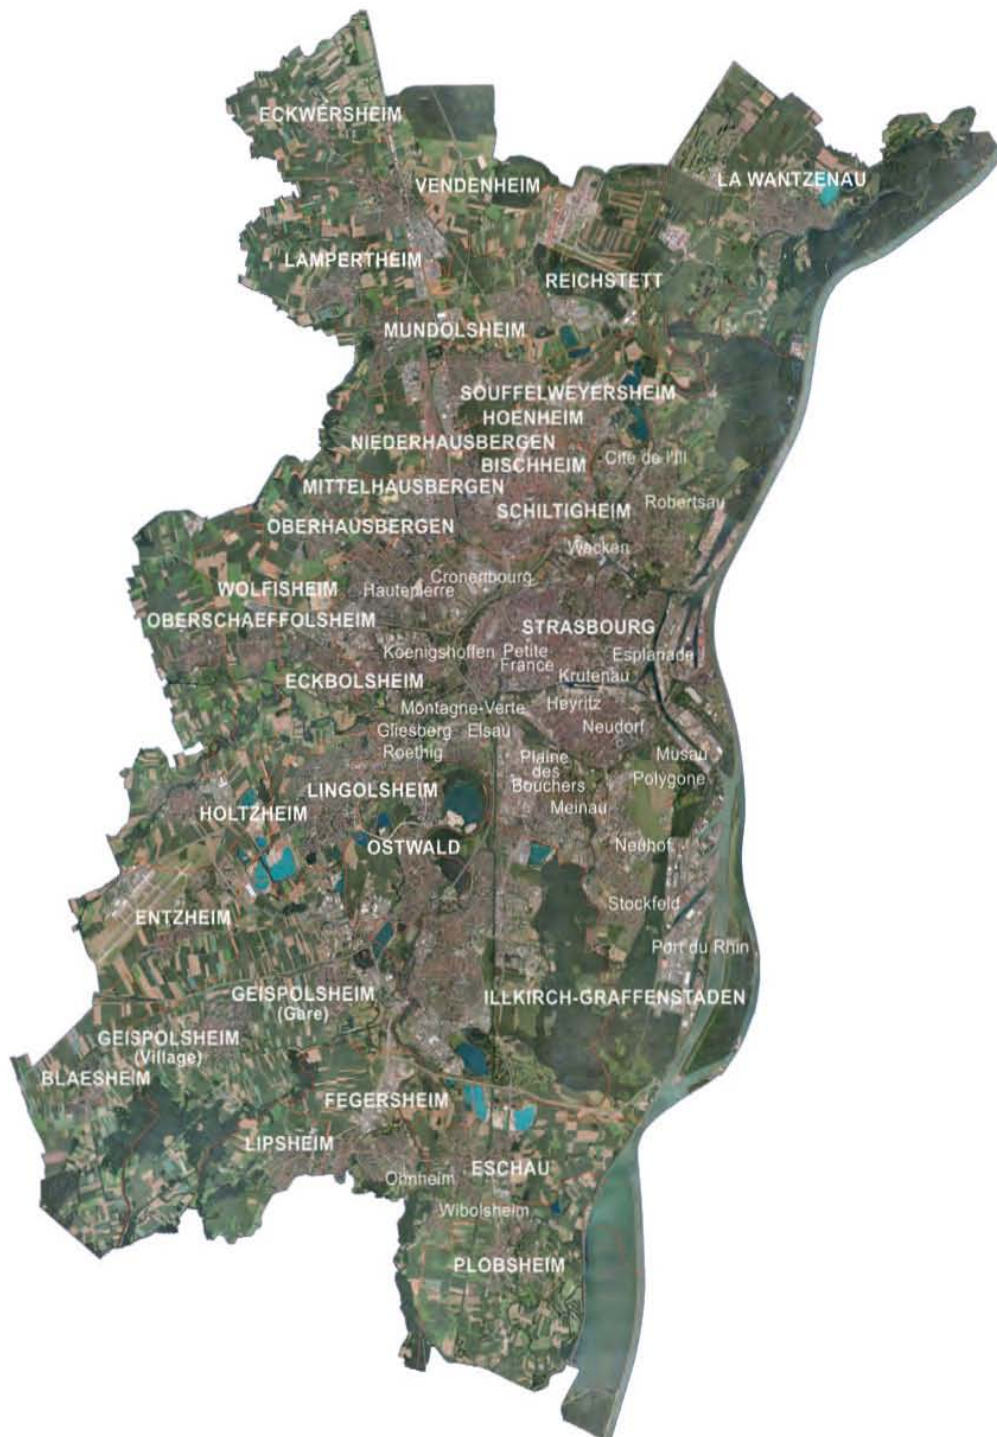 ECKWERSHEIM
VENDENHEIM
LA WANTZENAU
LAMPERTHEIM
REICHSTETT
MUNDOLSHEIM
SOUFFELWEYERSHEIM
HOENHEIM
NIEDERHAUSBERGEN
BISCHHEIM
Cité de l'Ill
MITTELHAUSBERGEN
Robertsau
SCHILTIGHEIM
OBERHAUSBERGEN
Wacken
Cronenbourg
WOLFISHEIM
Hautepierre
OBERSCHAEFFOLSHEIM
STRASBOURG
Koenigshoffen
Petite
France
Esplanade
ECKBOLSHEIM
Krutenau
Montagne-Verte
Heyritz
Gliesberg
Elsau
Neudorf
Roethig
Plaine
des
Bouchers
Musau
Polygone
LINGOLSHEIM
Meinau
HOLTZHEIM
OSTWALD
Neuhof
Stockfeld
ENTZHEIM
Port du Rhin
GEISPOLSHEIM
(Gare)
ILLKIRCH-GRAFFENSTADEN
GEISPOLSHEIM
(Village)
BLAESHEIM
FEGERSHEIM
LIPSHEIM
ESCHAU
Ohnheim
Wibolsheim
PLOBSHEIM